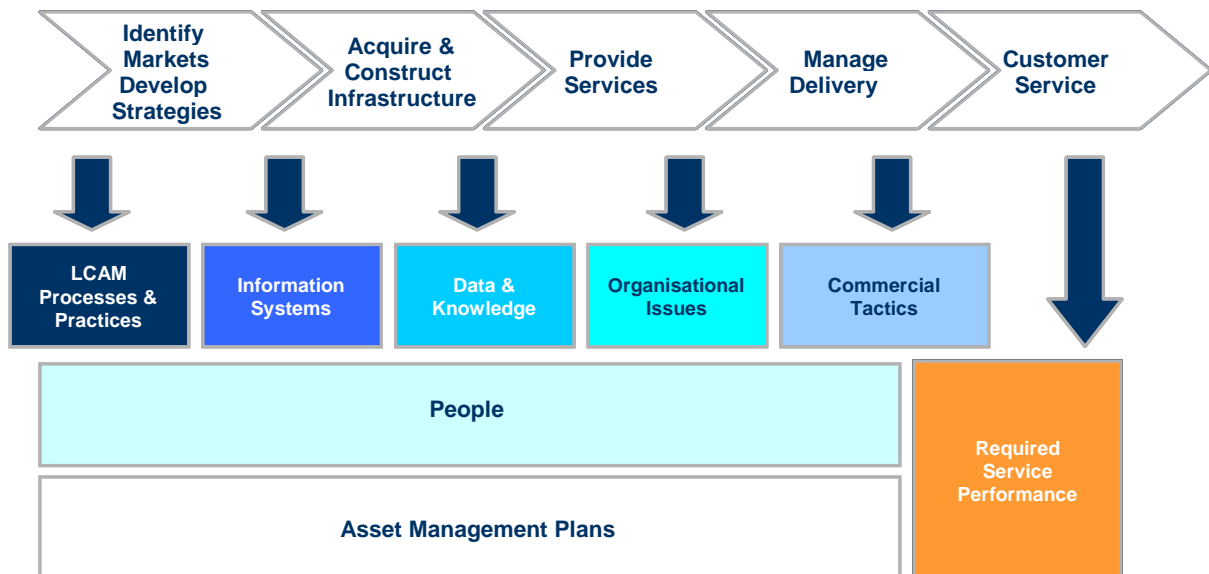 Identify
Markets
Develop
Strategies
Acquire &
Construct
Infrastructure
Provide
Services
Manage
Delivery
Customer
Service
LCAM
Processes &
Practices
Information
Systems
Data &
Knowledge
Organisational
Issues
Commercial
Tactics
People
Required
Service
Performance
Asset Management Plans